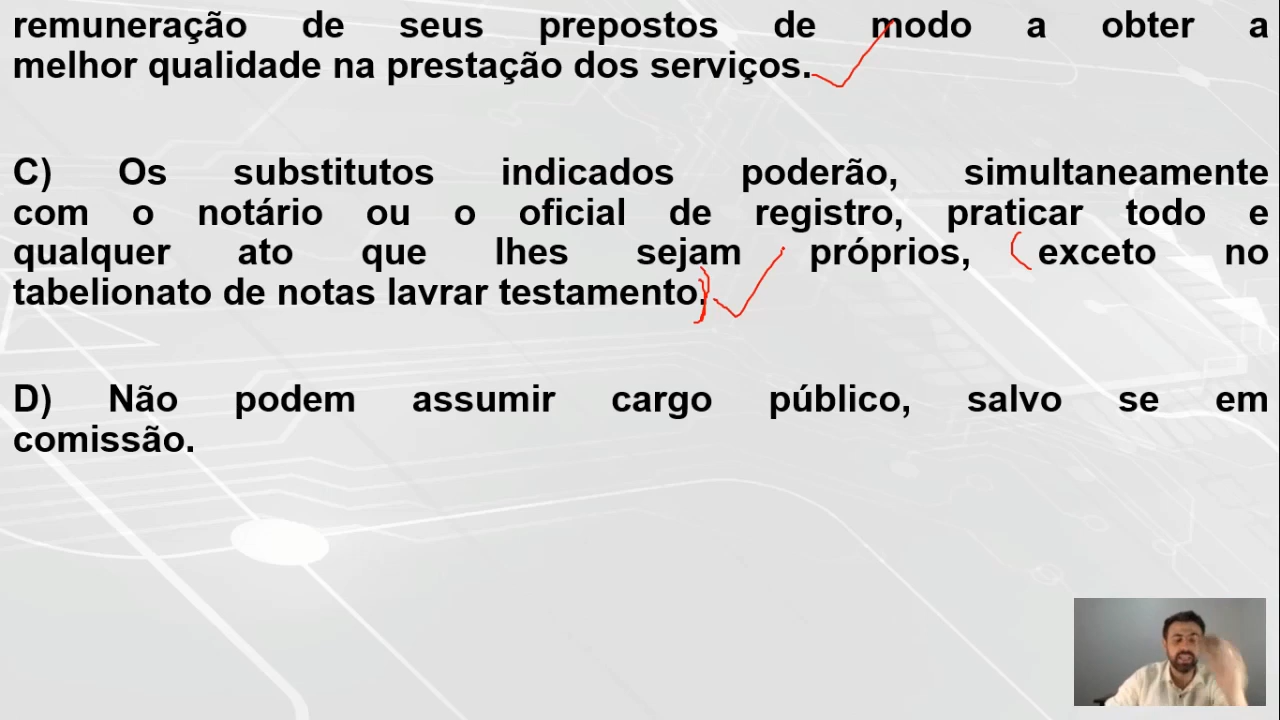 remuneração de seus prepostos de modo a obter a
melhor qualidade na prestação dos serviços.
C) Os substitutos indicados poderão, simultaneamente
com o notário ou o oficial de registro, praticar todo e
qualquer ato que lhes sejam próprios, exceto no
tabelionato de notas lavrar testamento.
D) Não podem assumir cargo público, salvo se em
comissão.